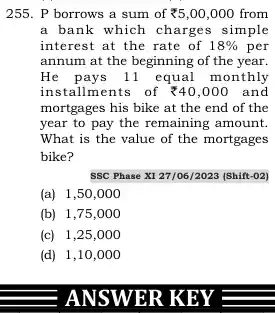 255. P borrows a sum of ₹5,00,000 from
a bank which charges simple
interest at the rate of 18% per
annum at the beginning of the year.
He pays 11 equal monthly
installments of ₹40,000 and
mortgages his bike at the end of the
year to pay the remaining amount.
What is the value of the mortgages
bike?
SSC Phase XI 27/06/2023 (Shift-02)
(a) 1,50,000
(b) 1,75,000
(c) 1,25,000
(d) 1,10,000
ANSWER KEY